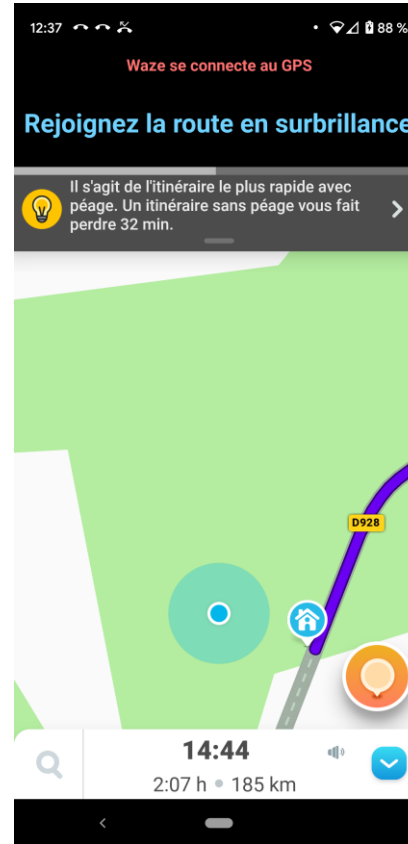 12:37
88 %
Waze se connecte au GPS
Rejoignez la route en surbrillance
Il s'agit de l'itinéraire le plus rapide avec
péage. Un itinéraire sans péage vous fait
perdre 32 min.
D928
14:44
2:07 h • 185 km